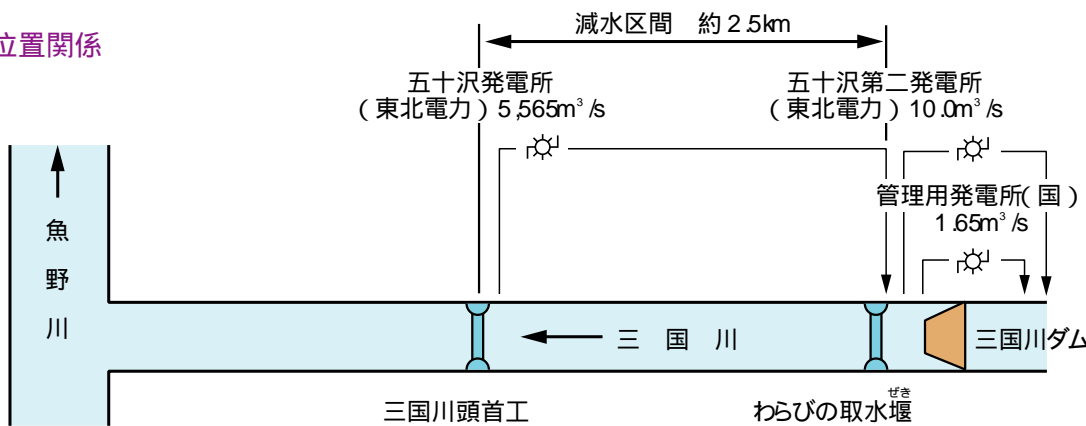 位置関係
減水区間 約2.5km
五十沢発電所
(東北電力)5,565m³/s
五十沢第二発電所
(東北電力)10.0m³/s
管理用発電所(国)
1.65m³/s
魚野川
三国川
三国川ダム
三国川頭首工
ぜき
わらびの取水堰